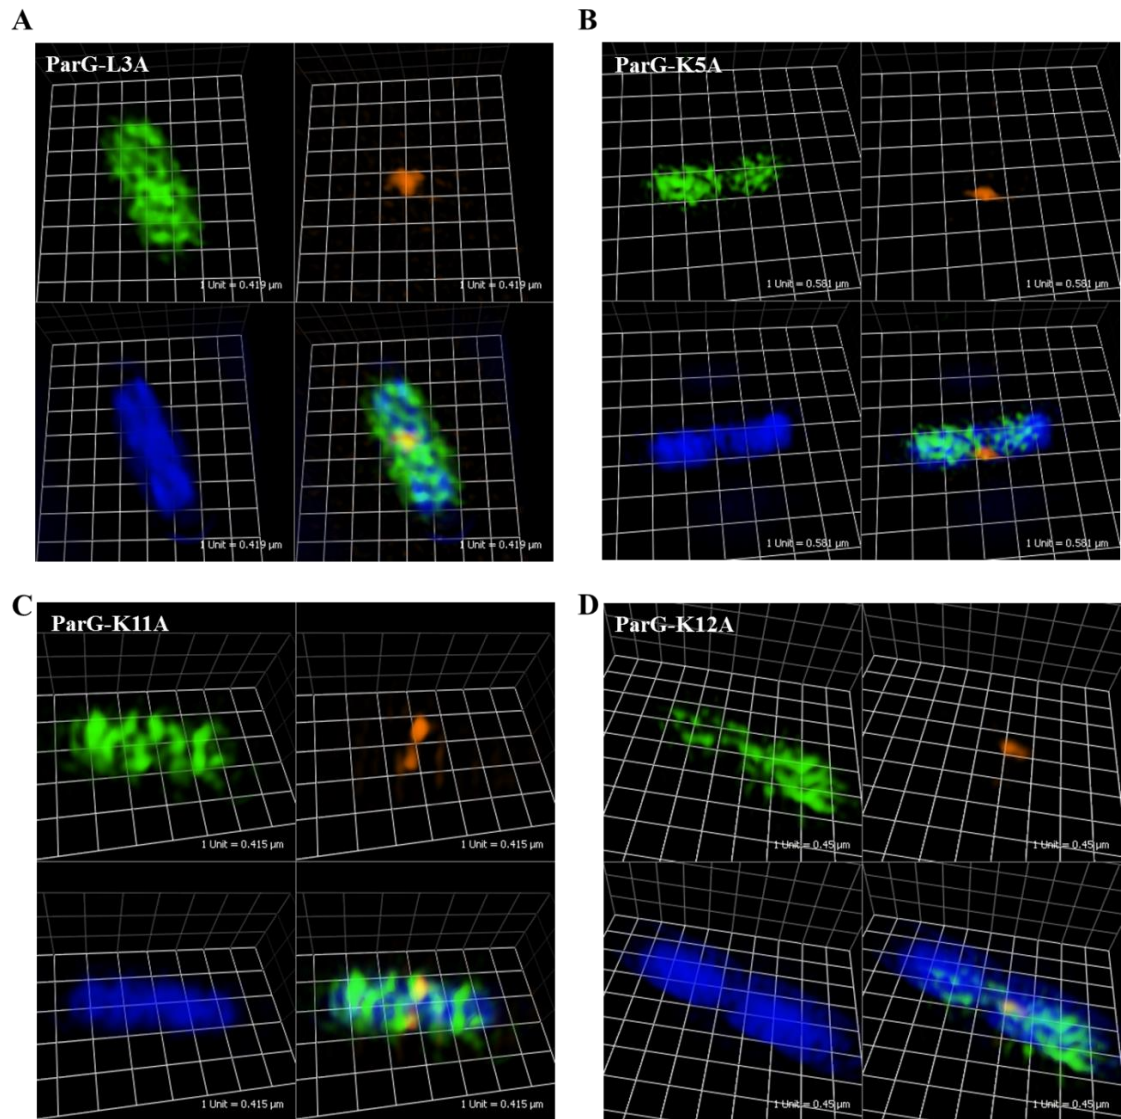 A
B
ParG-L3A
ParG-K5A
1 Unit = 0.419 µm
1 Unit = 0.419 µm
1 Unit = 0.581 µm
1 Unit = 0.581 µm
1 Unit = 0.419 µm
1 Unit = 0.419 µm
1 Unit = 0.581 µm
1 Unit = 0.581 µm
C
D
ParG-K11A
ParG-K12A
1 Unit = 0.415 µm
1 Unit = 0.415 µm
1 Unit = 0.45 µm
1 Unit = 0.45 µm
1 Unit = 0.415 µm
1 Unit = 0.415 µm
1 Unit = 0.45 µm
1 Unit = 0.45 µm